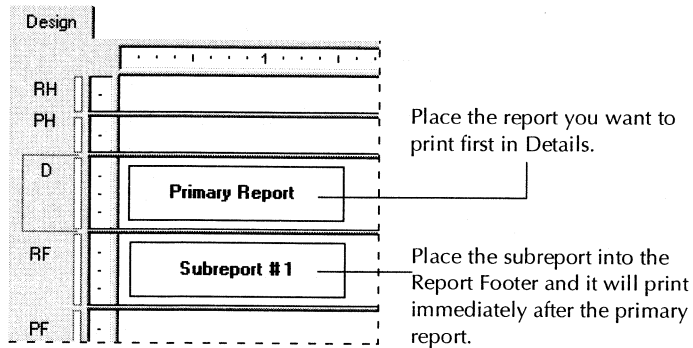 Design
1
RH
PH
D
RF
PF
Primary Report
Subreport #1
Place the report you want to
print first in Details.
Place the subreport into the
Report Footer and it will print
immediately after the primary
report.